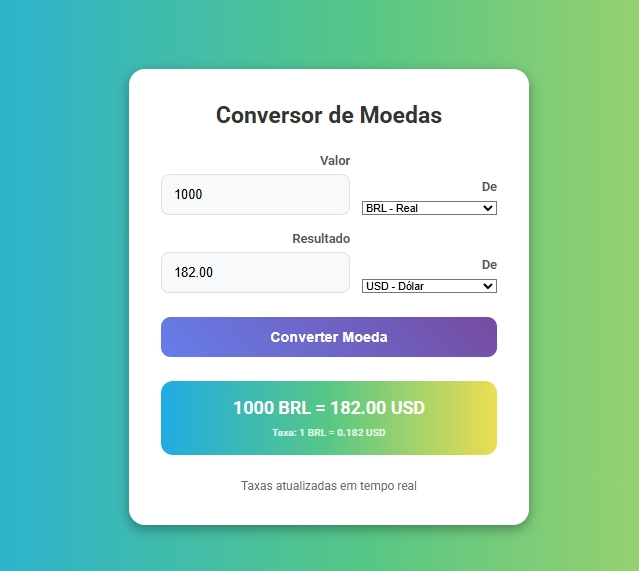 Conversor de Moedas
Valor
De
1000
BRL - Real
Resultado
De
182.00
USD - Dólar
Converter Moeda
1000 BRL = 182.00 USD
Taxa: 1 BRL = 0.182 USD
Taxas atualizadas em tempo real